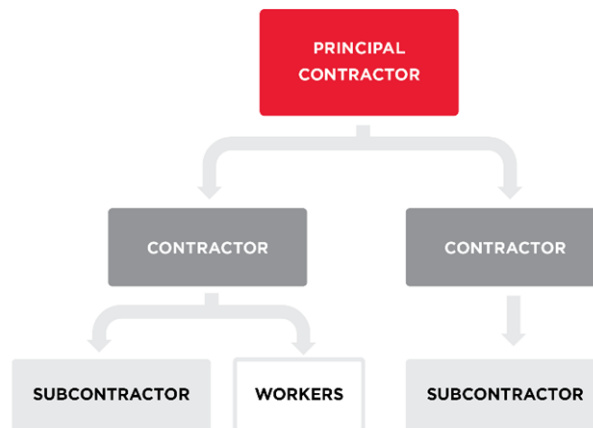 PRINCIPAL
CONTRACTOR
CONTRACTOR
CONTRACTOR
SUBCONTRACTOR
WORKERS
SUBCONTRACTOR